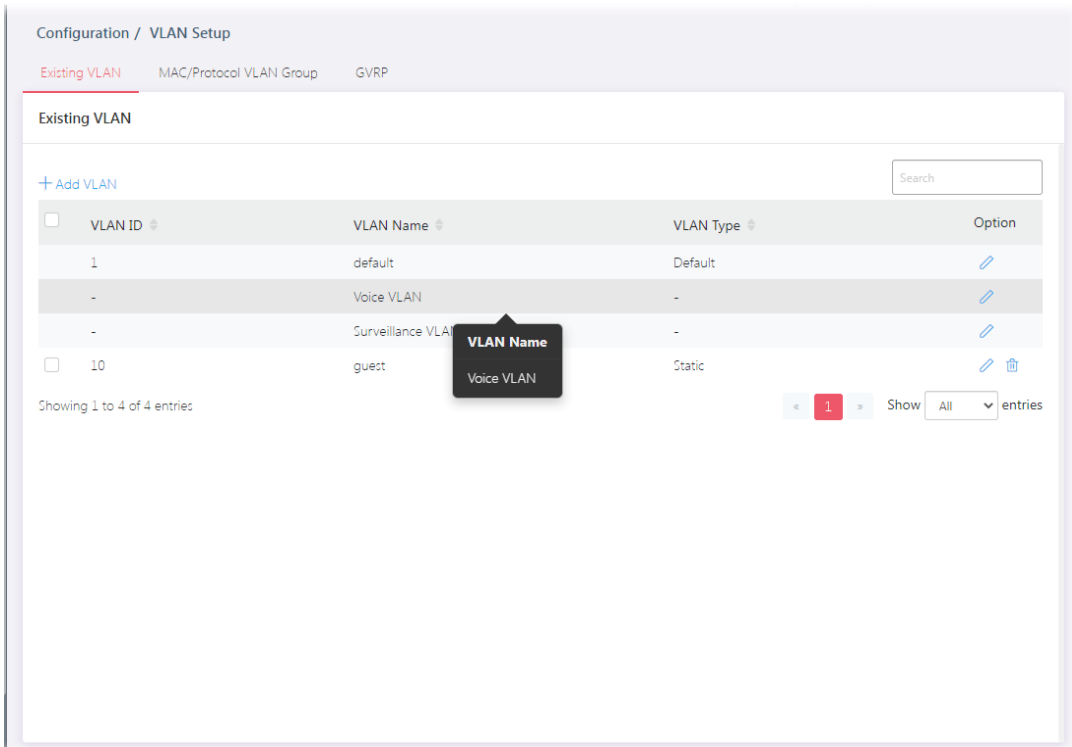 Configuration / VLAN Setup
Existing VLAN MAC/Protocol VLAN Group GVRP
Existing VLAN
+ Add VLAN Search
VLAN ID VLAN Name VLAN Type Option
1 default Default
- Voice VLAN -
- Surveillance VLAN -
VLAN Name
Voice VLAN
10 guest Static
Showing 1 to 4 of 4 entries « 1 » Show All entries